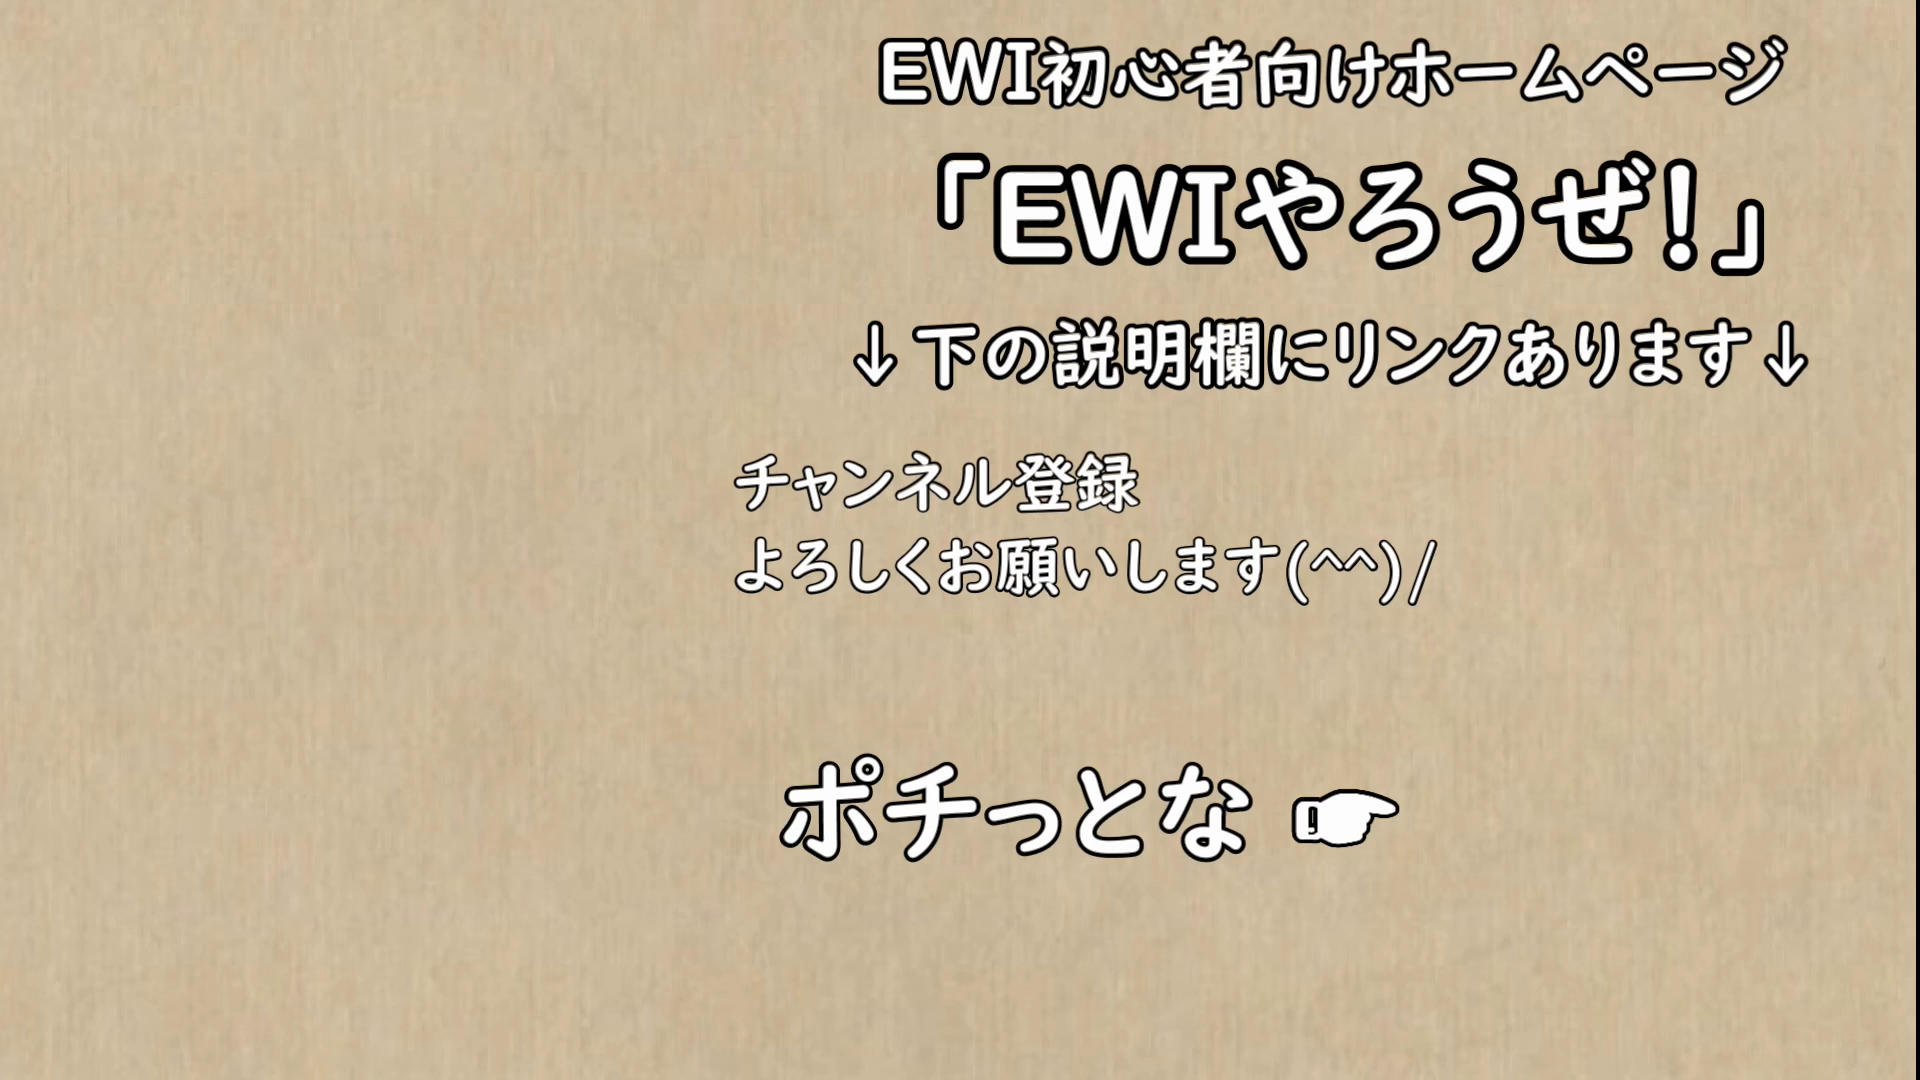 EWI初心者向けホームページ
「EWIやろうぜ!」
↓下の説明欄にリンクあります↓
チャンネル登録
よろしくお願いします(^^)/
ポチっとな ☛